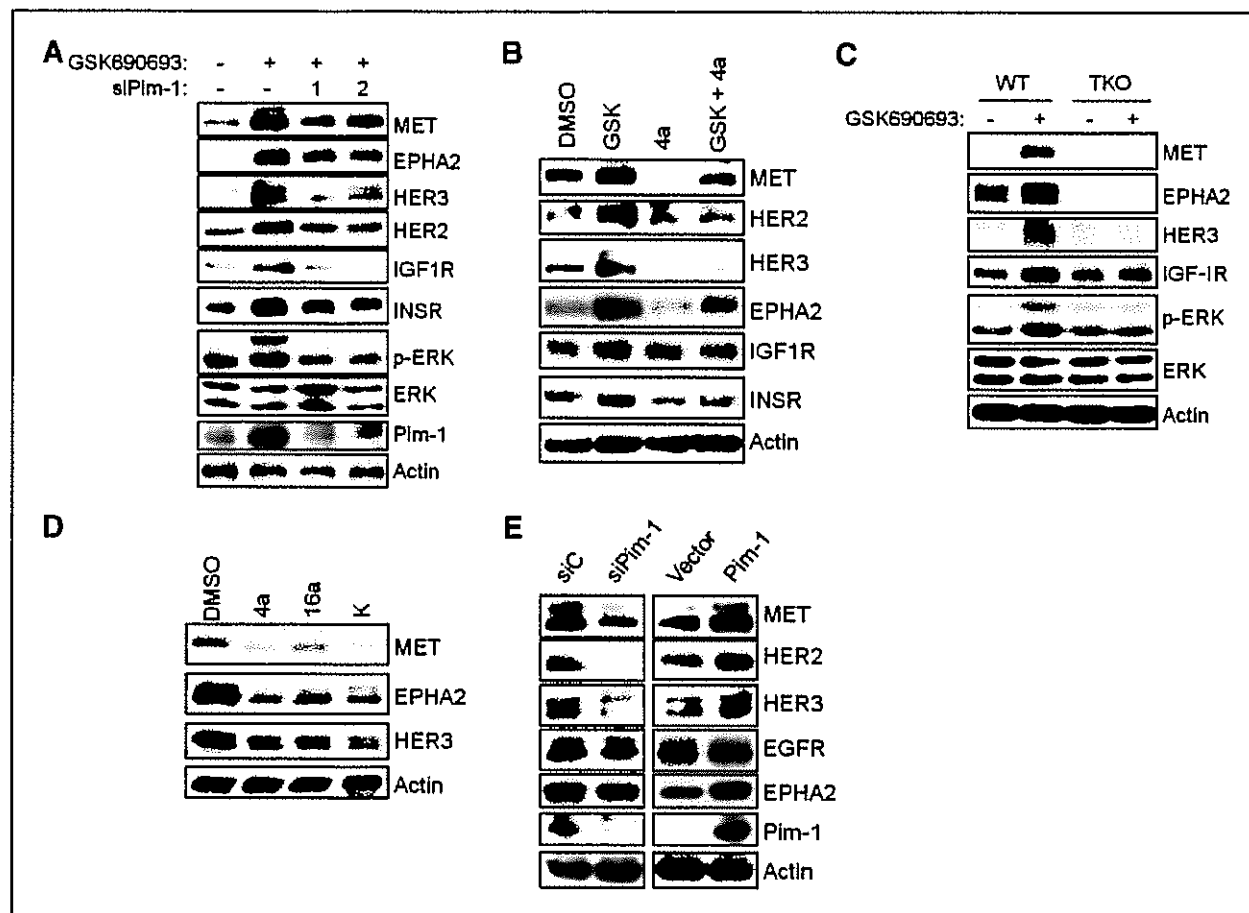 A
GSK690693: - + + +
siPim-1: - - 1 2
MET
EPHA2
HER3
HER2
IGF1R
INSR
p-ERK
ERK
Pim-1
Actin
B
DMSO GSK 4a GSK + 4a
MET
HER2
HER3
EPHA2
IGF1R
INSR
Actin
C
WT TKO
GSK690693: - + - +
MET
EPHA2
HER3
IGF-IR
p-ERK
ERK
Actin
D
DMSO 4a 16a K
MET
EPHA2
HER3
Actin
E
siC siPim-1 Vector Pim-1
MET
HER2
HER3
EGFR
EPHA2
Pim-1
Actin